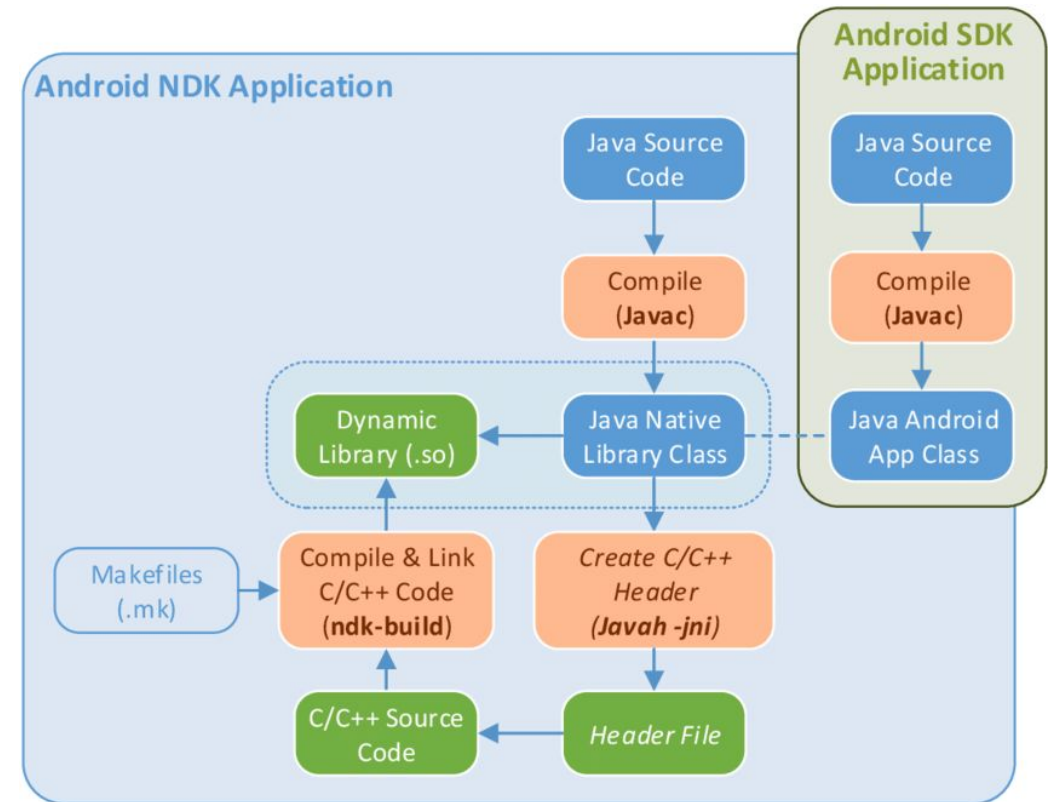 Android SDK
Application
Android NDK Application
Java Source
Code
Java Source
Code
Compile
(Javac)
Compile
(Javac)
Dynamic
Library (.so)
Java Native
Library Class
Java Android
App Class
Makefiles
(.mk)
Compile & Link
C/C++ Code
(ndk-build)
Create C/C++
Header
(Javah -jni)
C/C++ Source
Code
Header File